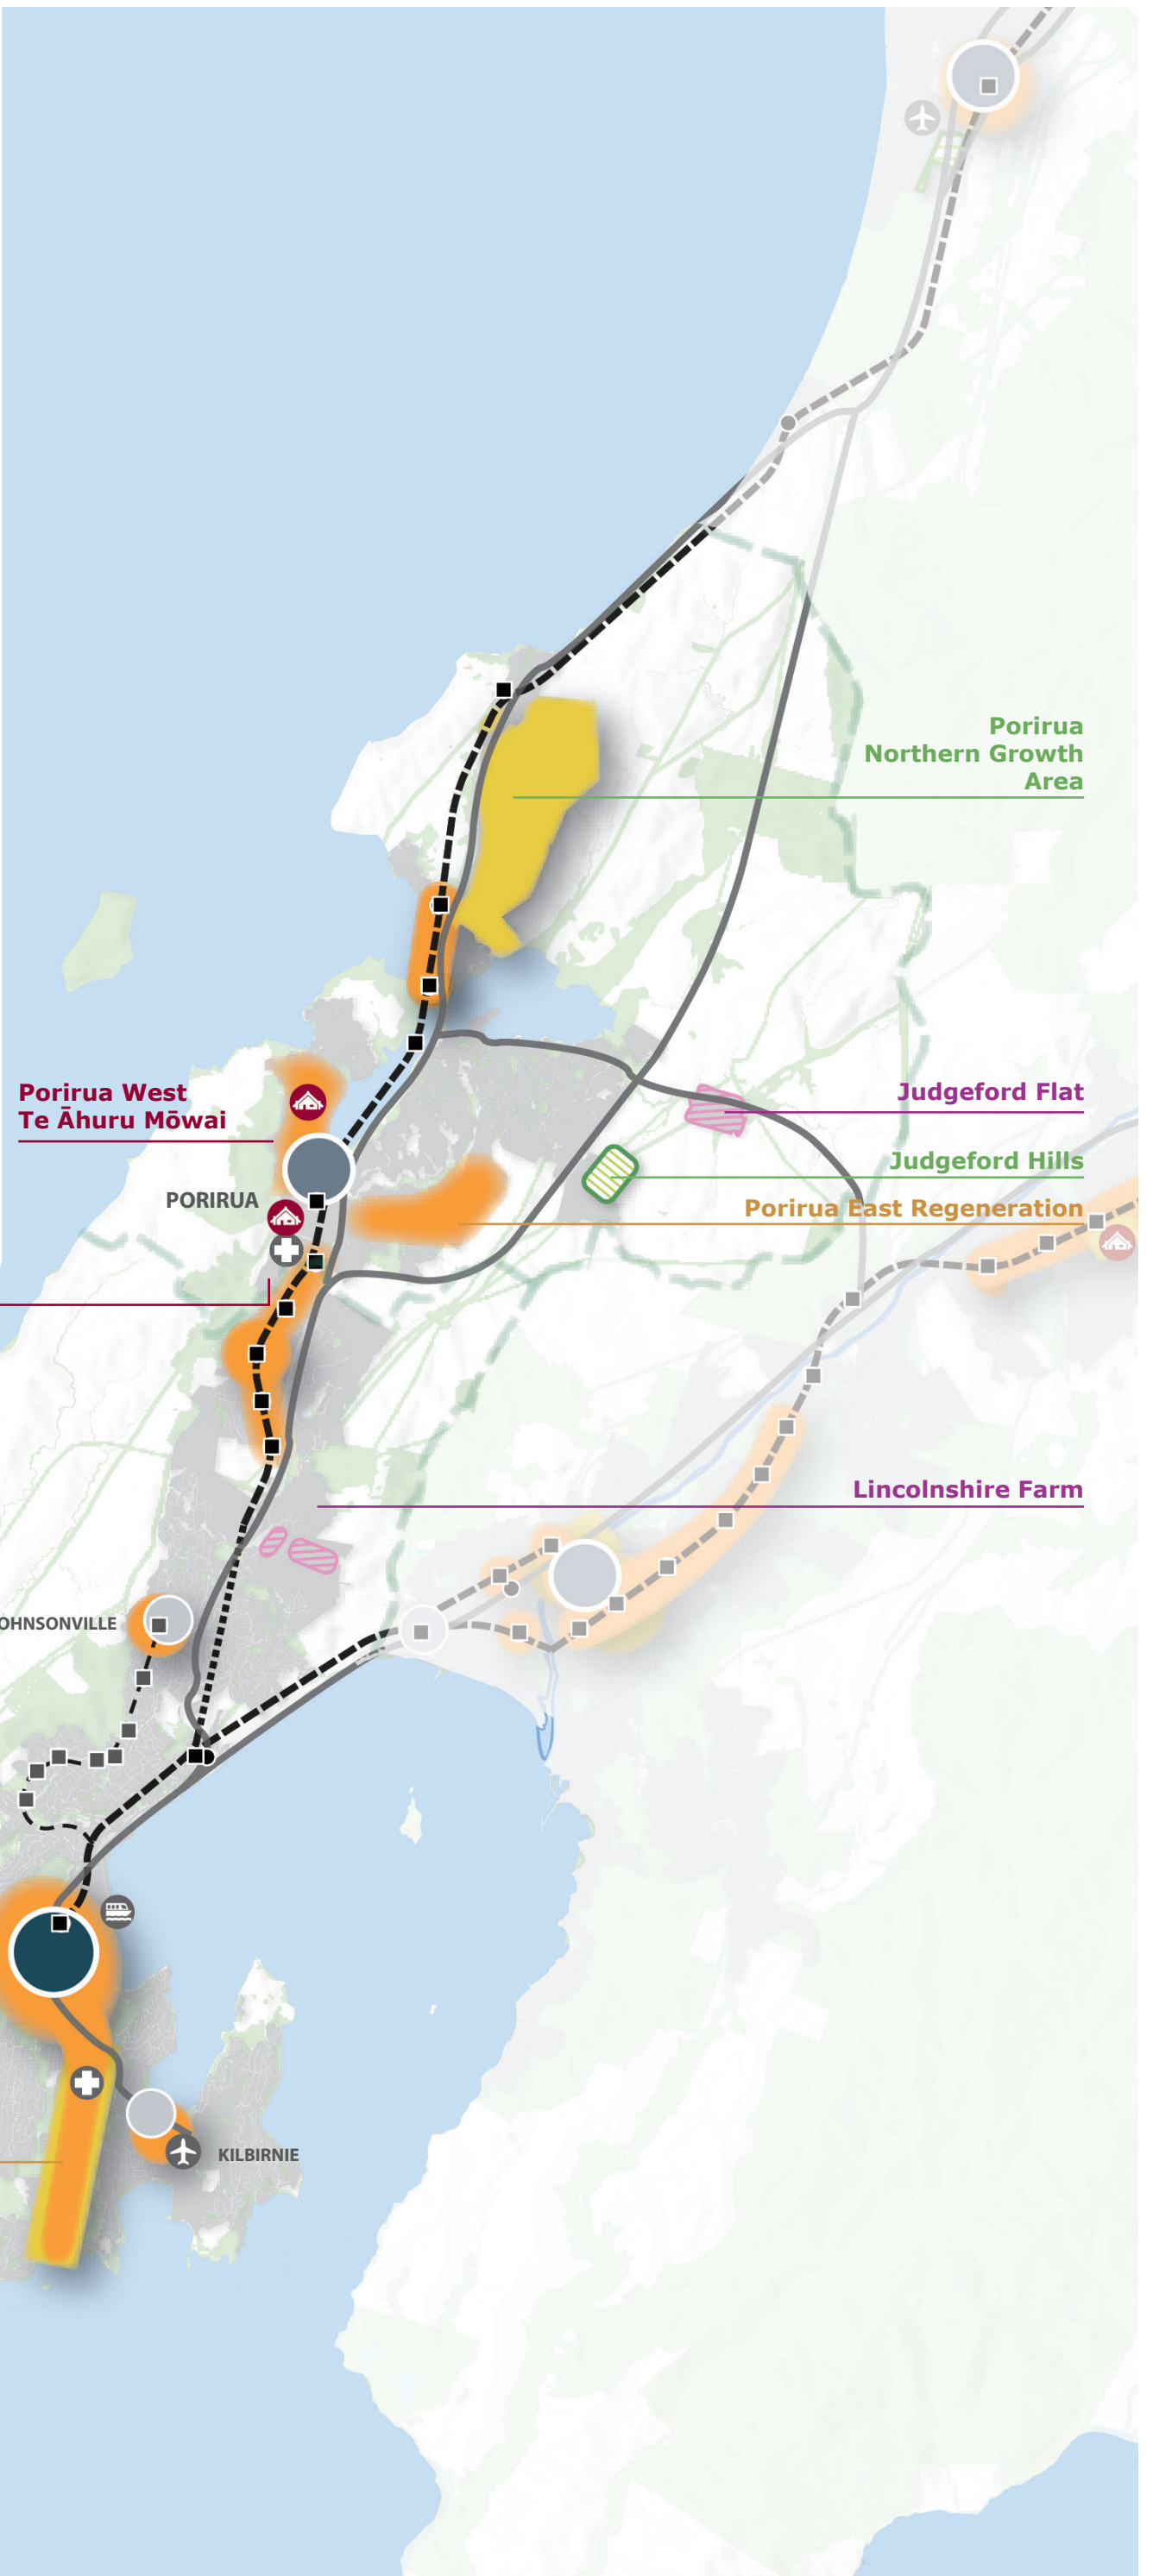 Porirua
Northern Growth
Area
Porirua West
Te Āhuru Mōwai
Judgeford Flat
Judgeford Hills
PORIRUA
Porirua East Regeneration
Lincolnshire Farm
OHNSONVILLE
KILBIRNIE